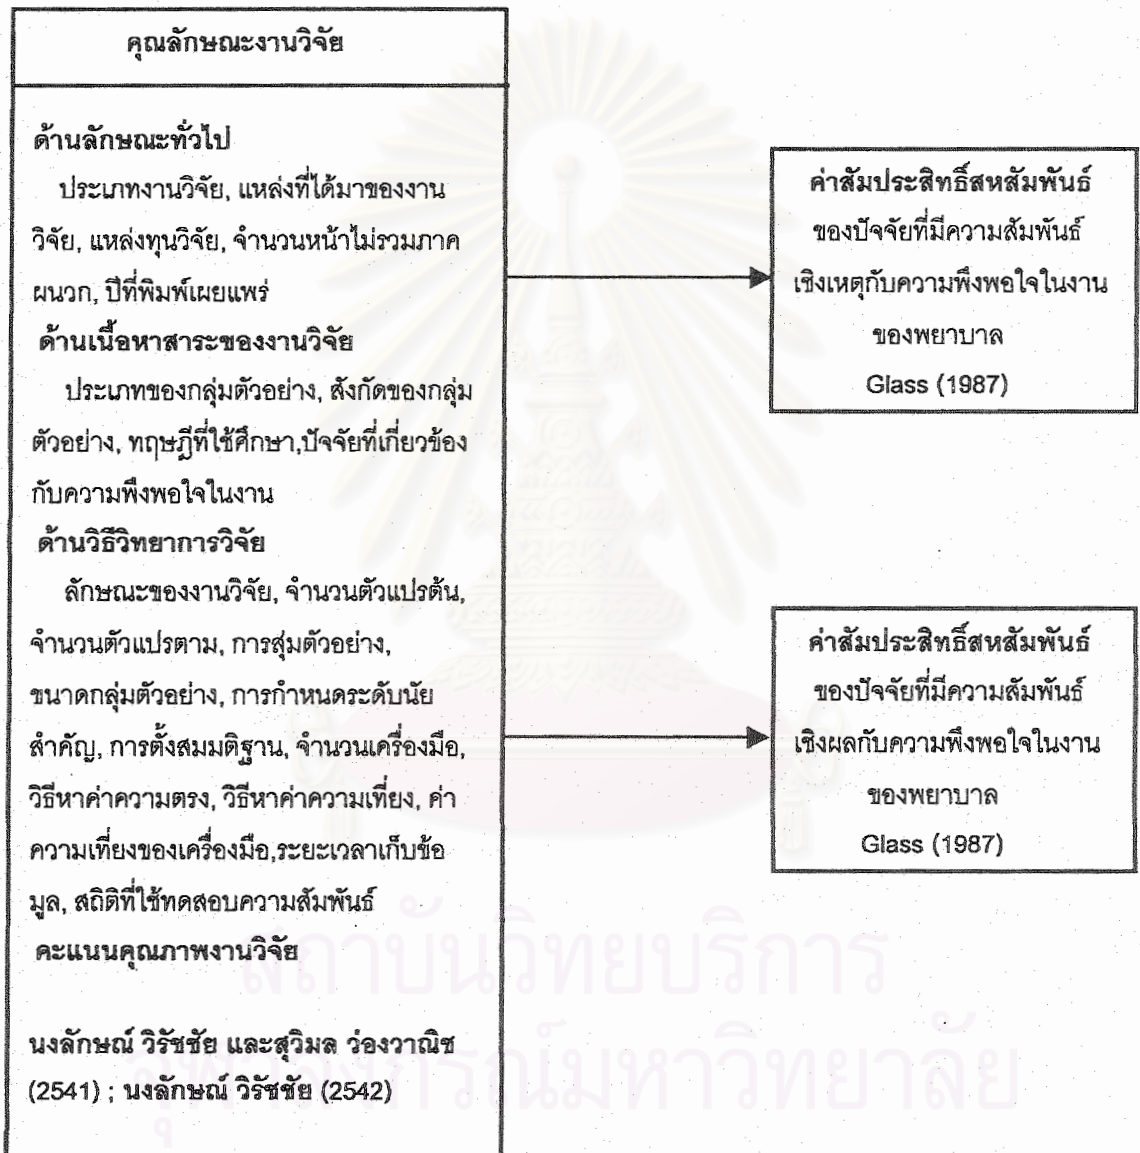 คุณลักษณะงานวิจัย
ด้านลักษณะทั่วไป
ประเภทงานวิจัย, แหล่งที่ได้มาของงาน
วิจัย, แหล่งทุนวิจัย, จำนวนหน้าไม่รวมภาค
ผนวก, ปีที่พิมพ์เผยแพร่
ด้านเนื้อหาสาระของงานวิจัย
ประเภทของกลุ่มตัวอย่าง, สังกัดของกลุ่ม
ตัวอย่าง, ทฤษฎีที่ใช้ศึกษา,ปัจจัยที่เกี่ยวข้อง
กับความพึงพอใจในงาน
ด้านวิธีวิทยาการวิจัย
ลักษณะของงานวิจัย, จำนวนตัวแปรต้น,
จำนวนตัวแปรตาม, การสุ่มตัวอย่าง,
ขนาดกลุ่มตัวอย่าง, การกำหนดระดับนัย
สำคัญ, การตั้งสมมติฐาน, จำนวนเครื่องมือ,
วิธีหาค่าความตรง, วิธีหาค่าความเที่ยง, ค่า
ความเที่ยงของเครื่องมือ,ระยะเวลาเก็บข้อ
มูล, สถิติที่ใช้ทดสอบความสัมพันธ์
คะแนนคุณภาพงานวิจัย
นงลักษณ์ วิรัชชัย และสุวิมล ว่องวาณิช
(2541) ; นงลักษณ์ วิรัชชัย (2542)
ค่าสัมประสิทธิ์สหสัมพันธ์
ของปัจจัยที่มีความสัมพันธ์
เชิงเหตุกับความพึงพอใจในงาน
ของพยาบาล
Glass (1987)
ค่าสัมประสิทธิ์สหสัมพันธ์
ของปัจจัยที่มีความสัมพันธ์
เชิงผลกับความพึงพอใจในงาน
ของพยาบาล
Glass (1987)
สถาบันวิทยบริการ
จุฬาลงกรณ์มหาวิทยาลัย